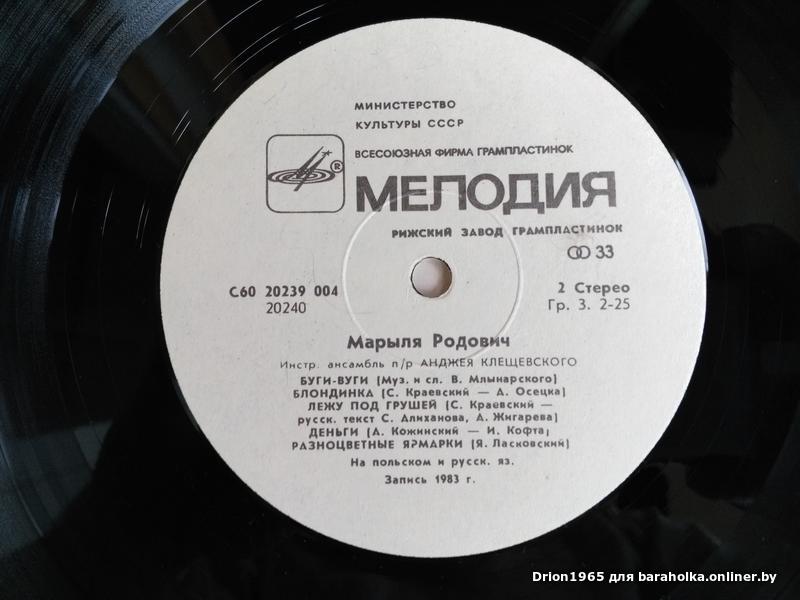 МИНИСТЕРСТВО
КУЛЬТУРЫ СССР
ВСЕСОЮЗНАЯ ФИРМА ГРАМПЛАСТИНОК
®
МЕЛОДИЯ
РИЖСКИЙ ЗАВОД ГРАМПЛАСТИНОК
33
С60 20239 004
20240
2 Стерео
Гр. 3. 2-25
Марыля Родович
Инстр. ансамбль п/р АНДЖЕЯ КЛЕЩЕВСКОГО
БУГИ-ВУГИ (Муз. и сл. В. Млынарского)
БЛОНДИНКА (С. Краевский — А. Осецка)
ЛЕЖУ ПОД ГРУШЕЙ (С. Краевский —
русск. текст С. Алиханова, А. Жигарева)
ДЕНЬГИ (А. Кожинский — И. Кофта)
РАЗНОЦВЕТНЫЕ ЯРМАРКИ (Я. Ласковский)
На польском и русск. яз.
Запись 1983 г.
Drion1965 для baraholka.onliner.by